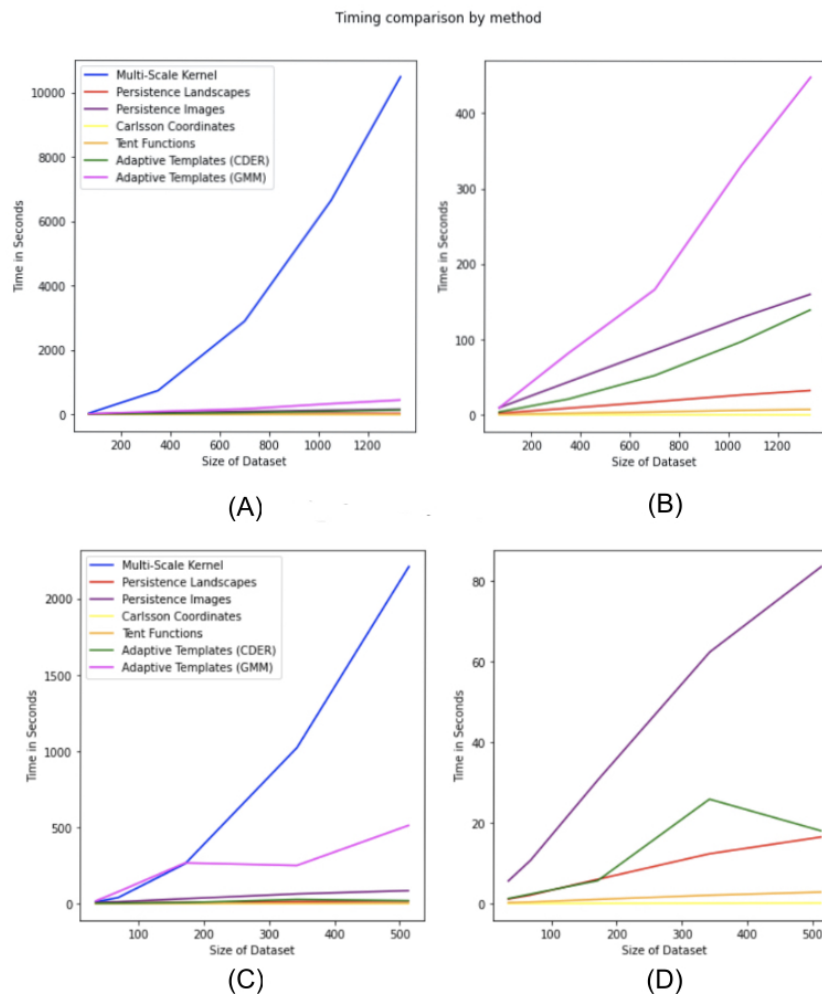 Timing comparison by method
Multi-Scale Kernel
Persistence Landscapes
Persistence Images
Carlsson Coordinates
Tent Functions
Adaptive Templates (CDER)
Adaptive Templates (GMM)
Time in Seconds
10000
8000
6000
4000
2000
0
200 400 600 800 1000 1200
Size of Dataset
(A)
Time in Seconds
400
300
200
100
0
200 400 600 800 1000 1200
Size of Dataset
(B)
Multi-Scale Kernel
Persistence Landscapes
Persistence Images
Carlsson Coordinates
Tent Functions
Adaptive Templates (CDER)
Adaptive Templates (GMM)
Time in Seconds
2000
1500
1000
500
0
100 200 300 400 500
Size of Dataset
(C)
Time in Seconds
80
60
40
20
0
100 200 300 400 500
Size of Dataset
(D)